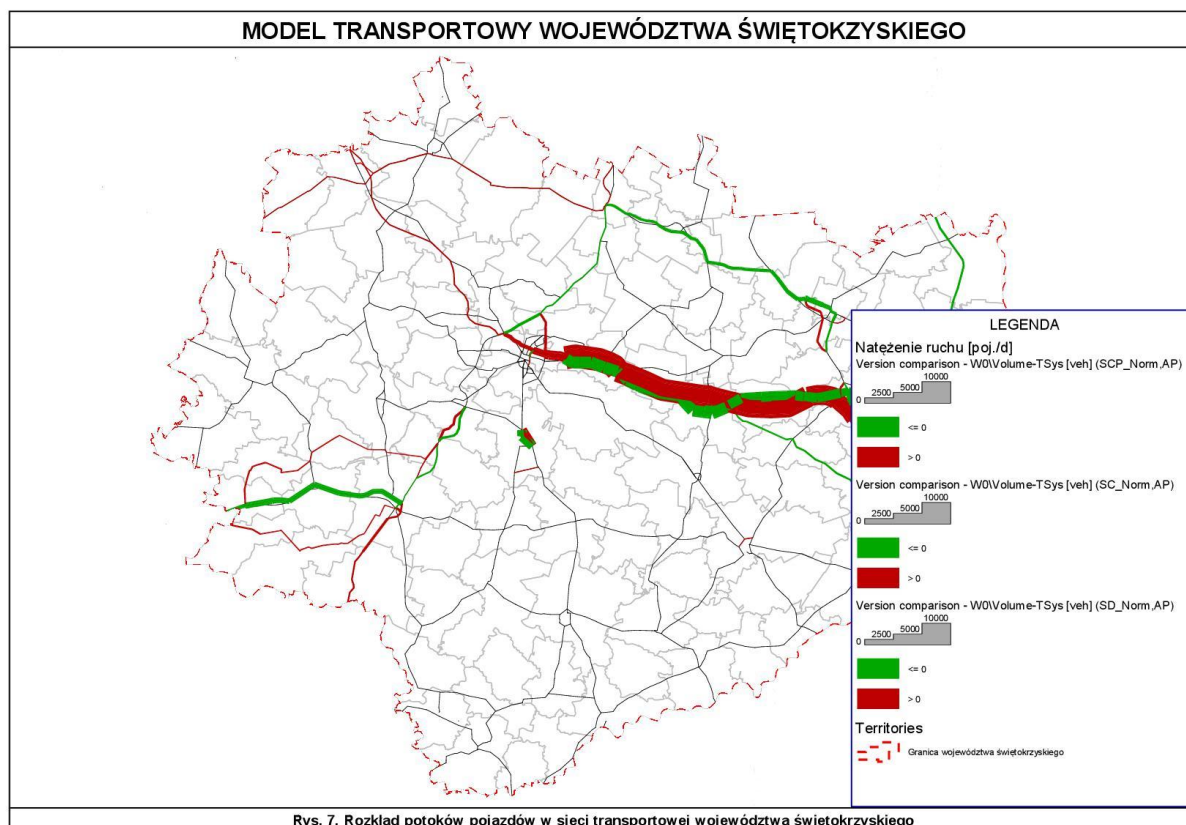 MODEL TRANSPORTOWY WOJEWÓDZTWA ŚWIĘTOKZYSKIEGO
LEGENDA
Natężenie ruchu [poj./d]
Version comparison - W0\Volume-TSys [veh] (SCP_Norm,AP)
0 2500 5000 10000
<= 0
> 0
Version comparison - W0\Volume-TSys [veh] (SC_Norm,AP)
0 2500 5000 10000
<= 0
> 0
Version comparison - W0\Volume-TSys [veh] (SD_Norm,AP)
0 2500 5000 10000
<= 0
> 0
Territories
Granica województwa świętokrzyskiego
Rys. 7. Rozkład potoków pojazdów w sieci transportowej województwa świętokrzyskiego